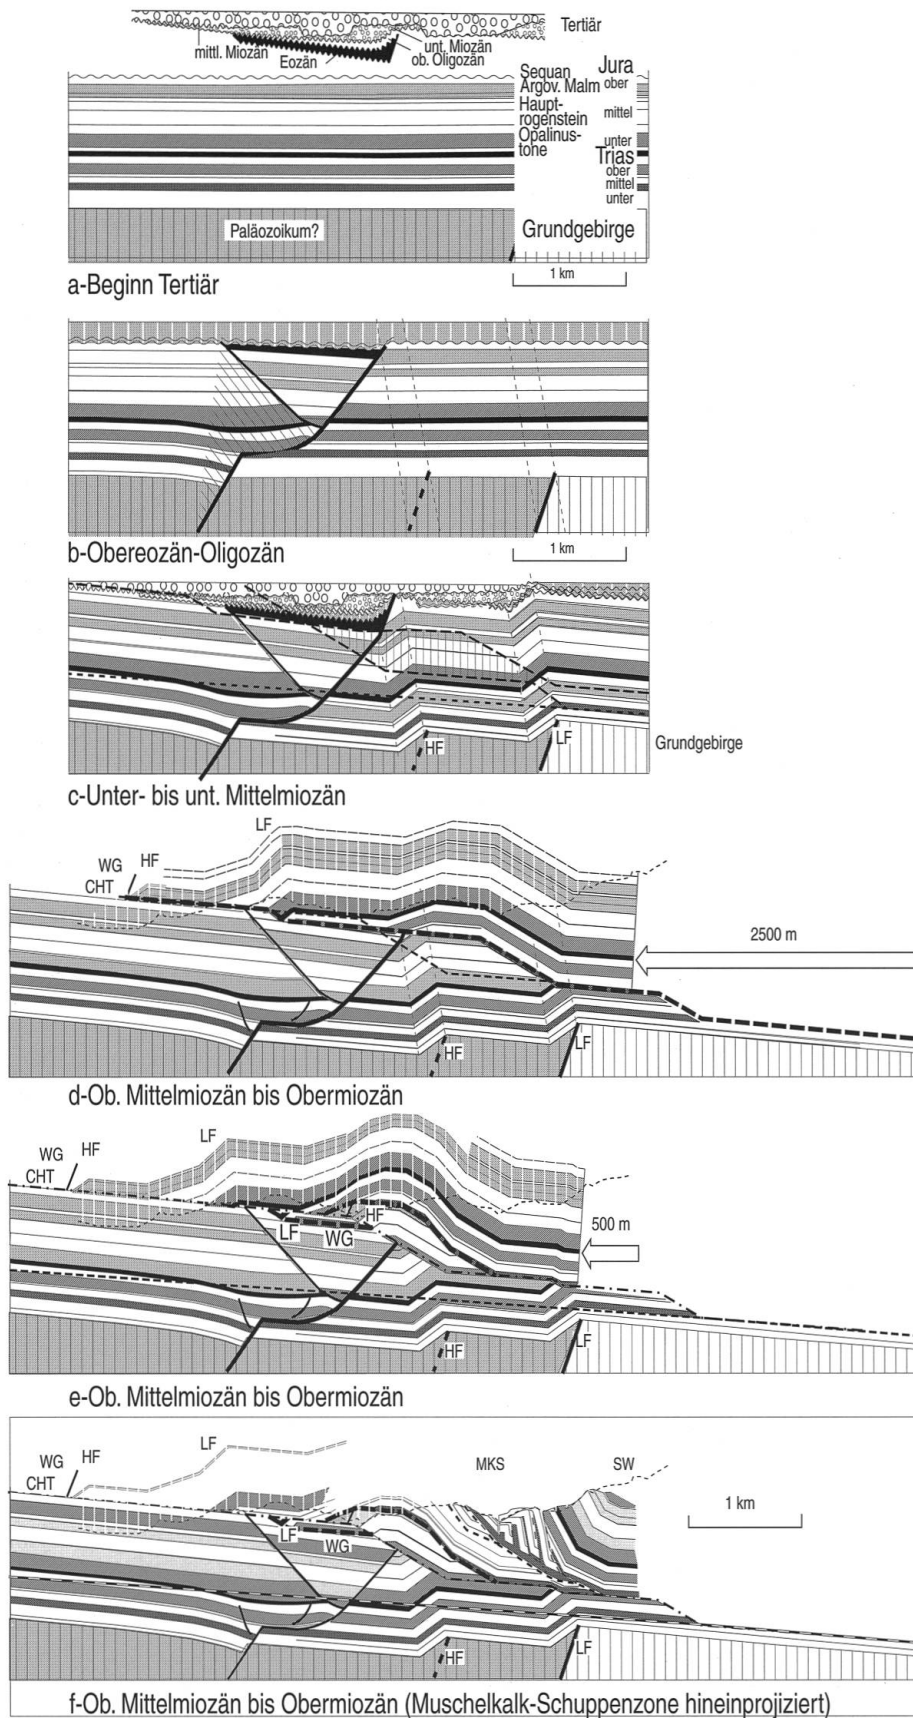 Tertiär
mittl. Miozän
unt. Miozän
Eozän
ob. Oligozän
Jura
Sequan
ober
Argov. Malm
Haupt-
rogenstein
mittel
Opalinus-
tone
unter
Trias
ober
mittel
unter
Paläozoikum?
Grundgebirge
1 km
a-Beginn Tertiär
b-Obereozän-Oligozän
1 km
HF
LF
Grundgebirge
c-Unter- bis unt. Mittelmiozän
LF
WG
HF
CHT
2500 m
HF
LF
d-Ob. Mittelmiozän bis Obermiozän
LF
WG
HF
CHT
HF
LF
WG
500 m
HF
LF
e-Ob. Mittelmiozän bis Obermiozän
LF
WG
HF
CHT
MKS
SW
1 km
LF
WG
HF
LF
f-Ob. Mittelmiozän bis Obermiozän (Muschelkalk-Schuppenzone hineinprojiziert)